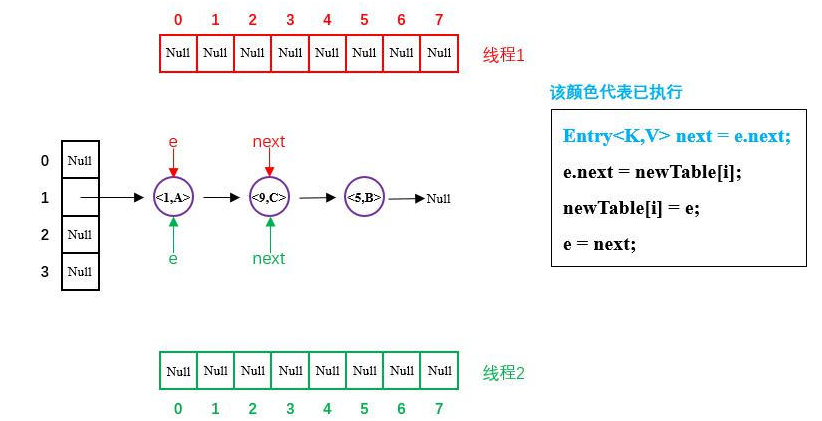 0 1 2 3 4 5 6 7
Null Null Null Null Null Null Null Null 线程1
该颜色代表已执行
Entry<K,V> next = e.next;
e.next = newTable[i];
newTable[i] = e;
e = next;
e next
0 Null
1 <1,A> <9,C> <5,B> Null
2 Null
3 Null
e next
Null Null Null Null Null Null Null Null 线程2
0 1 2 3 4 5 6 7